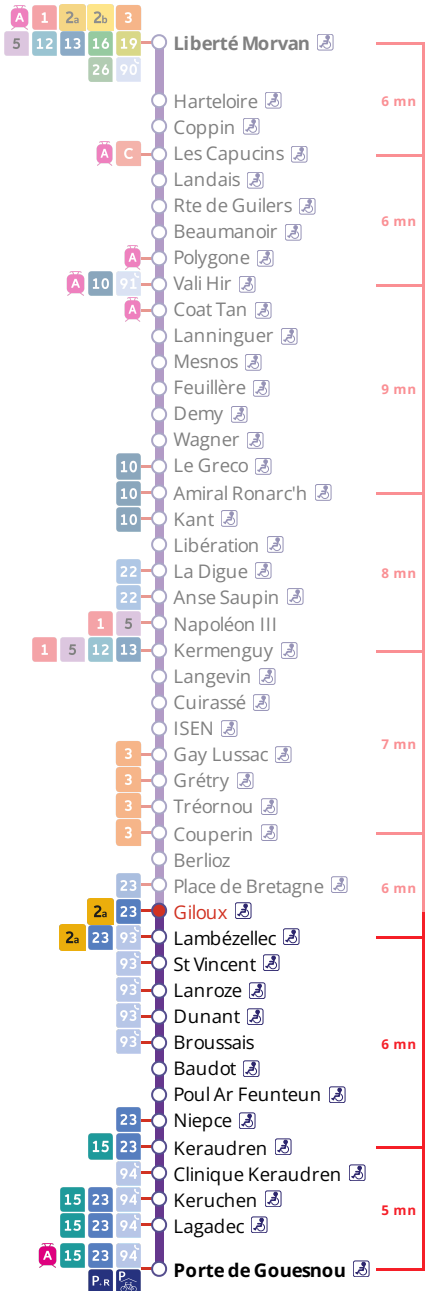 A 1 2a 2b 3
5 12 13 16 19 Liberté Morvan
26 90
Harteloire 6 mn
Coppin
A C Les Capucins
Landais
Rte de Guilers 6 mn
Beaumanoir
A Polygone
A 10 91 Vali Hir
A Coat Tan
Lanninguer
Mesnos
Feuillère 9 mn
Demy
Wagner
10 Le Greco
10 Amiral Ronarc'h
10 Kant
Libération
22 La Digue 8 mn
22 Anse Saupin
1 5 Napoléon III
1 5 12 13 Kermenguy
Langevin
Cuirassé
ISEN
7 mn
3 Gay Lussac
3 Grétry
3 Tréornou
3 Couperin
Berlioz
23 Place de Bretagne 6 mn
2a 23 Giloux
2a 23 93 Lambézellec
93 St Vincent
93 Lanroze
93 Dunant
93 Broussais 6 mn
Baudot
Poul Ar Feunteun
23 Niepce
15 23 Keraudren
94 Clinique Keraudren
15 23 94 Keruchen 5 mn
15 23 94 Lagadec
A 15 23 94
P+R P Porte de Gouesnou